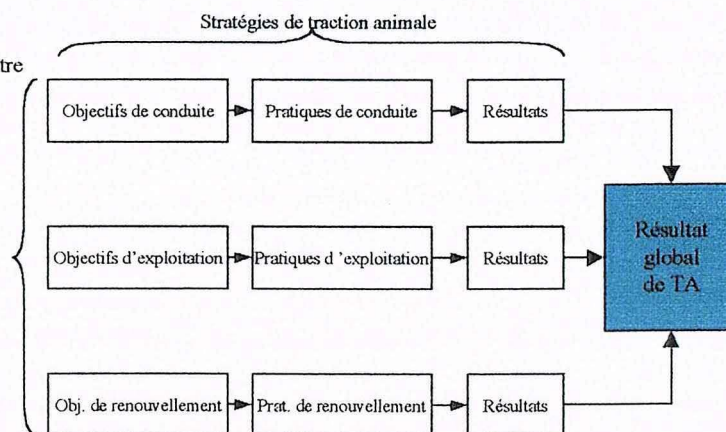 Stratégies de traction animale
tre
Objectifs de conduite
Pratiques de conduite
Résultats
Objectifs d'exploitation
Pratiques d 'exploitation
Résultats
Résultat
global
de TA
Obj. de renouvellement
Prat. de renouvellement
Résultats